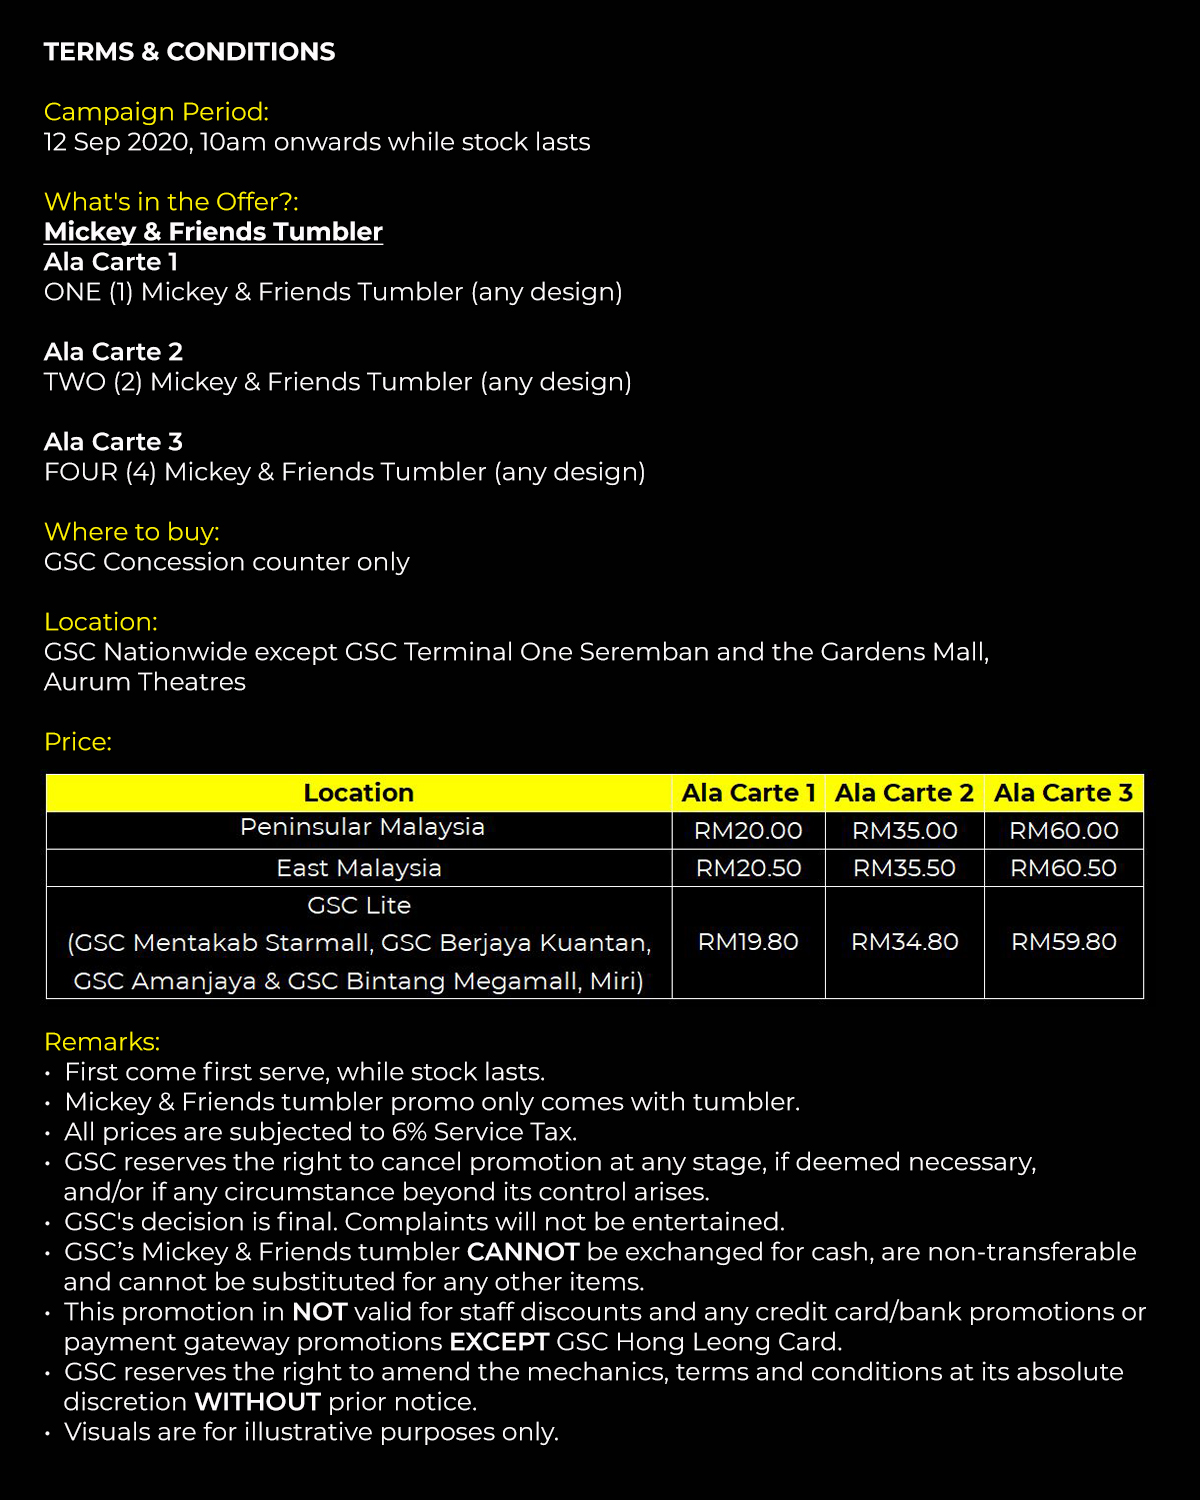 TERMS & CONDITIONS
Campaign Period:
12 Sep 2020, 10am onwards while stock lasts
What's in the Offer?:
Mickey & Friends Tumbler
Ala Carte 1
ONE (1) Mickey & Friends Tumbler (any design)
Ala Carte 2
TWO (2) Mickey & Friends Tumbler (any design)
Ala Carte 3
FOUR (4) Mickey & Friends Tumbler (any design)
Where to buy:
GSC Concession counter only
Location:
GSC Nationwide except GSC Terminal One Seremban and the Gardens Mall,
Aurum Theatres
Price:
Location Ala Carte 1 Ala Carte 2 Ala Carte 3
Peninsular Malaysia RM20.00 RM35.00 RM60.00
East Malaysia RM20.50 RM35.50 RM60.50
GSC Lite
(GSC Mentakab Starmall, GSC Berjaya Kuantan, RM19.80 RM34.80 RM59.80
GSC Amanjaya & GSC Bintang Megamall, Miri)
Remarks:
• First come first serve, while stock lasts.
• Mickey & Friends tumbler promo only comes with tumbler.
• All prices are subjected to 6% Service Tax.
• GSC reserves the right to cancel promotion at any stage, if deemed necessary,
and/or if any circumstance beyond its control arises.
• GSC's decision is final. Complaints will not be entertained.
• GSC’s Mickey & Friends tumbler CANNOT be exchanged for cash, are non-transferable
and cannot be substituted for any other items.
• This promotion in NOT valid for staff discounts and any credit card/bank promotions or
payment gateway promotions EXCEPT GSC Hong Leong Card.
• GSC reserves the right to amend the mechanics, terms and conditions at its absolute
discretion WITHOUT prior notice.
• Visuals are for illustrative purposes only.